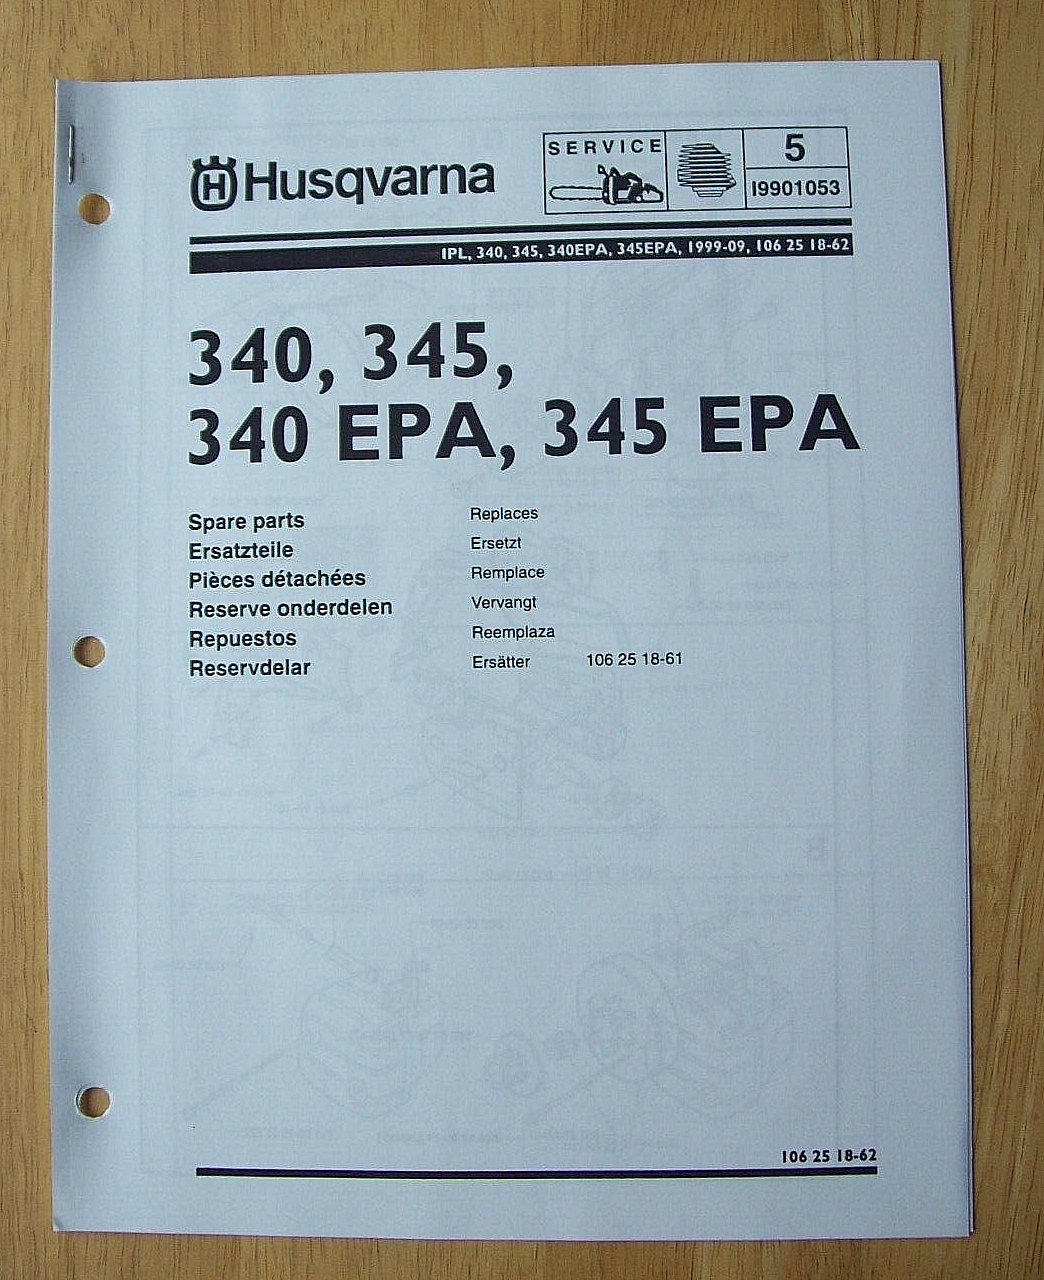 Husqvarna
SERVICE
5
I9901053
IPL, 340, 345, 340EPA, 345EPA, 1999-09, 106 25 18-62
340, 345,
340 EPA, 345 EPA
Spare parts
Ersatzteile
Pièces détachées
Reserve onderdelen
Repuestos
Reservdelar
Replaces
Ersetzt
Remplace
Vervangt
Reemplaza
Ersätter 106 25 18-61
106 25 18-62